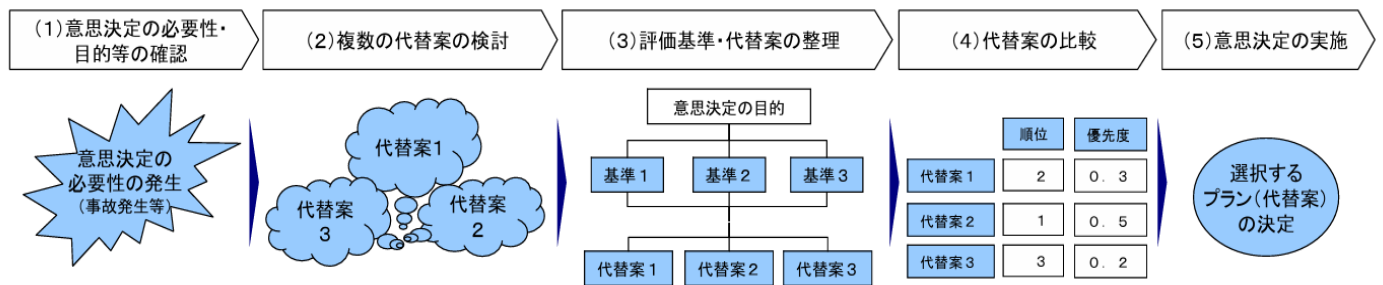 (1)意思決定の必要性・
目的等の確認
(2)複数の代替案の検討
(3)評価基準・代替案の整理
(4)代替案の比較
(5)意思決定の実施
意思決定の
必要性の発生
(事故発生等)
代替案1
代替案
3
代替案
2
意思決定の目的
基準1
基準2
基準3
代替案1
代替案2
代替案3
順位
優先度
代替案1
2
0.3
代替案2
1
0.5
代替案3
3
0.2
選択する
プラン(代替案)
の決定